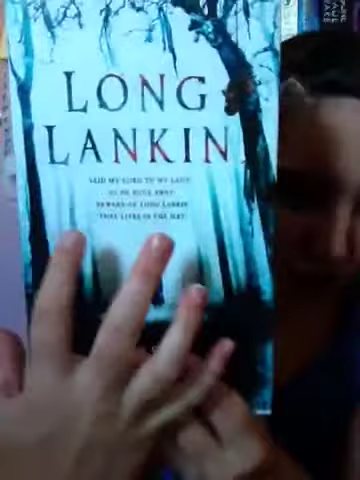 LONG
LANKIN
SAID MY LORD TO MY LADY
AS HE RODE AWAY
BEWARE OF LONG LANKIN
THAT LIVES IN THE HAY